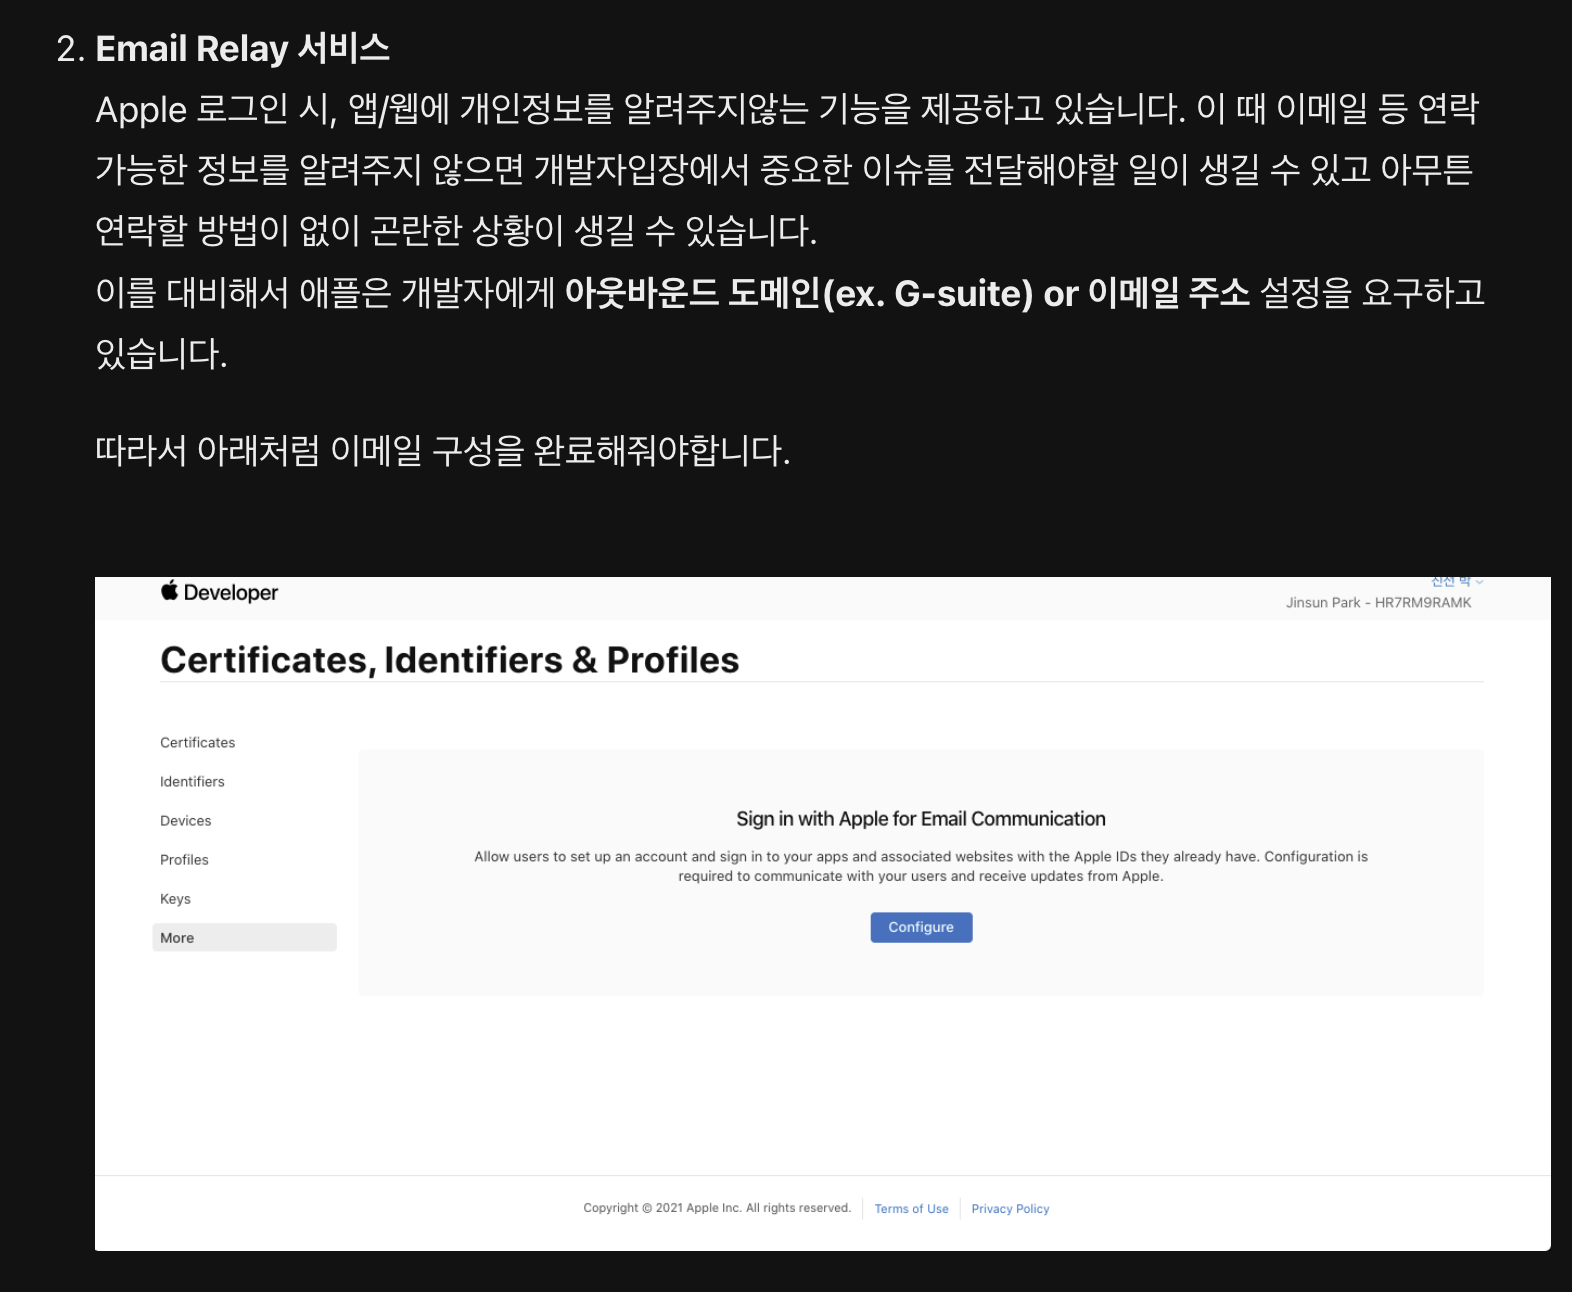 2. Email Relay 서비스
Apple 로그인 시, 앱/웹에 개인정보를 알려주지않는 기능을 제공하고 있습니다. 이 때 이메일 등 연락
가능한 정보를 알려주지 않으면 개발자입장에서 중요한 이슈를 전달해야할 일이 생길 수 있고 아무튼
연락할 방법이 없이 곤란한 상황이 생길 수 있습니다.
이를 대비해서 애플은 개발자에게 아웃바운드 도메인(ex. G-suite) or 이메일 주소 설정을 요구하고
있습니다.
따라서 아래처럼 이메일 구성을 완료해줘야합니다.
Developer
진선 박
Jinsun Park - HR7RM9RAMK
Certificates, Identifiers & Profiles
Certificates
Identifiers
Devices
Profiles
Keys
More
Sign in with Apple for Email Communication
Allow users to set up an account and sign in to your apps and associated websites with the Apple IDs they already have. Configuration is
required to communicate with your users and receive updates from Apple.
Configure
Copyright © 2021 Apple Inc. All rights reserved.
Terms of Use
Privacy Policy